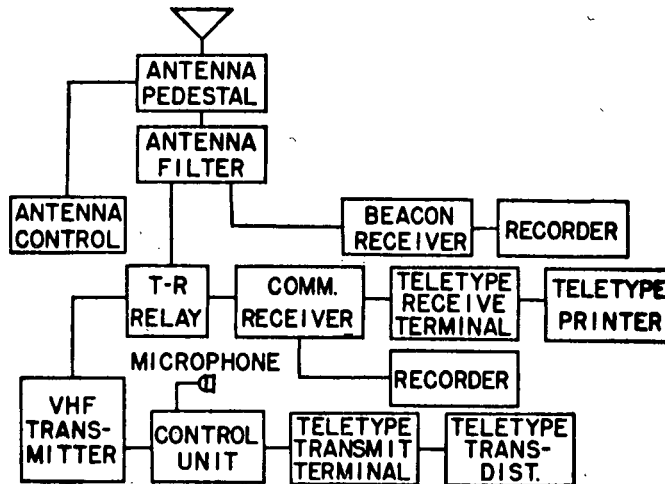 ANTENNA
PEDESTAL
ANTENNA
FILTER
ANTENNA
CONTROL
BEACON
RECEIVER
RECORDER
T-R
RELAY
COMM.
RECEIVER
TELETYPE
RECEIVE
TERMINAL
TELETYPE
PRINTER
MICROPHONE
RECORDER
VHF
TRANS-
MITTER
CONTROL
UNIT
TELETYPE
TRANSMIT
TERMINAL
TELETYPE
TRANS-
DIST.